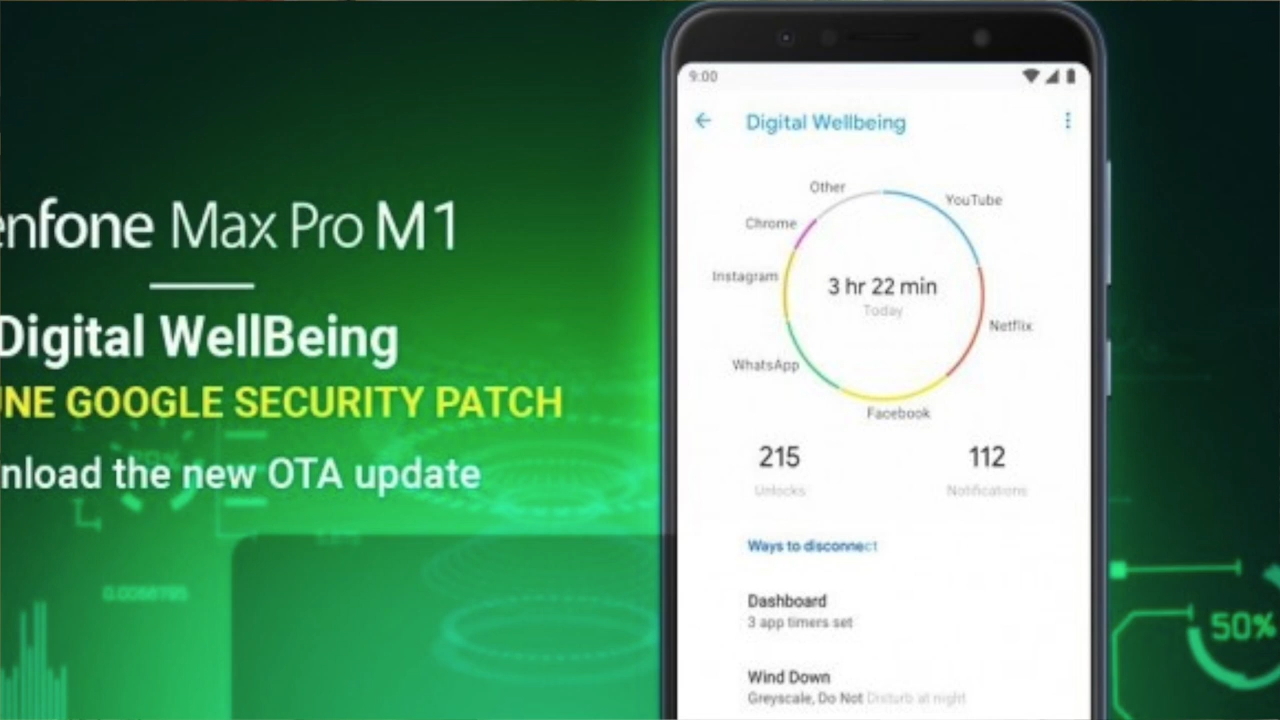 enfone Max Pro M1
Digital WellBeing
UNE GOOGLE SECURITY PATCH
nload the new OTA update
9:00
Digital Wellbeing
Other
YouTube
Chrome
Instagram
3 hr 22 min
Today
Netflix
WhatsApp
Facebook
215
112
Unlocks
Notifications
Ways to disconnect
Dashboard
3 app timers set
Wind Down
Greyscale, Do Not Disturb at night
50%